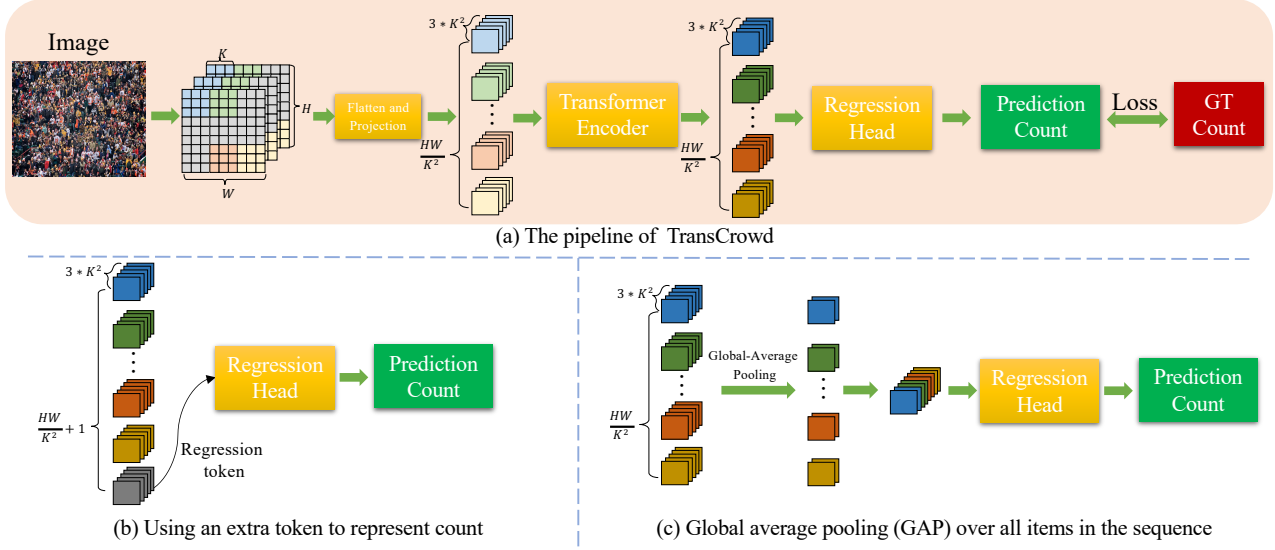 Image
K
H
W
Flatten and
Projection
3 * K²
HW
K²
⋮
Transformer
Encoder
3 * K²
HW
K²
⋮
Regression
Head
Prediction
Count
Loss
GT
Count
(a) The pipeline of TransCrowd
3 * K²
HW
K² + 1
⋮
Regression
token
Regression
Head
Prediction
Count
(b) Using an extra token to represent count
3 * K²
HW
K²
Global-Average
Pooling
Regression
Head
Prediction
Count
(c) Global average pooling (GAP) over all items in the sequence